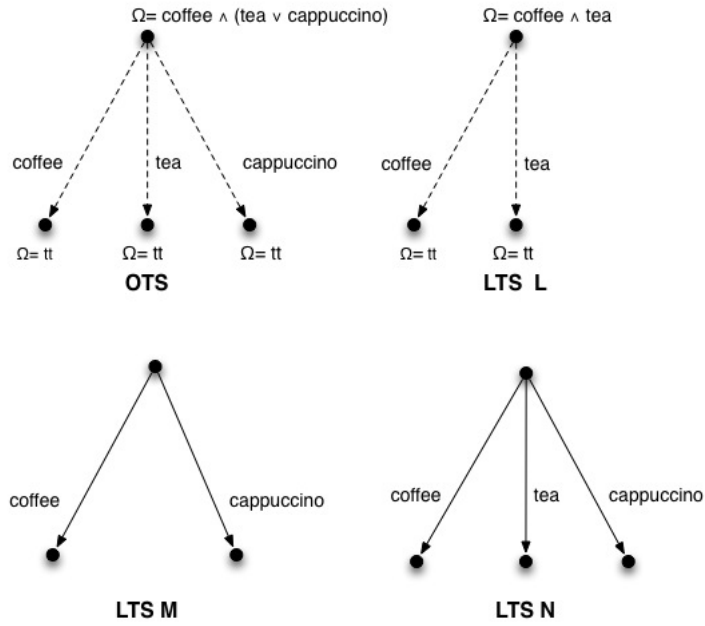 Ω= coffee ∧ (tea ∨ cappuccino)
coffee
tea
cappuccino
Ω= tt
Ω= tt
Ω= tt
OTS
Ω= coffee ∧ tea
coffee
tea
Ω= tt
Ω= tt
LTS L
coffee
cappuccino
LTS M
coffee
tea
cappuccino
LTS N